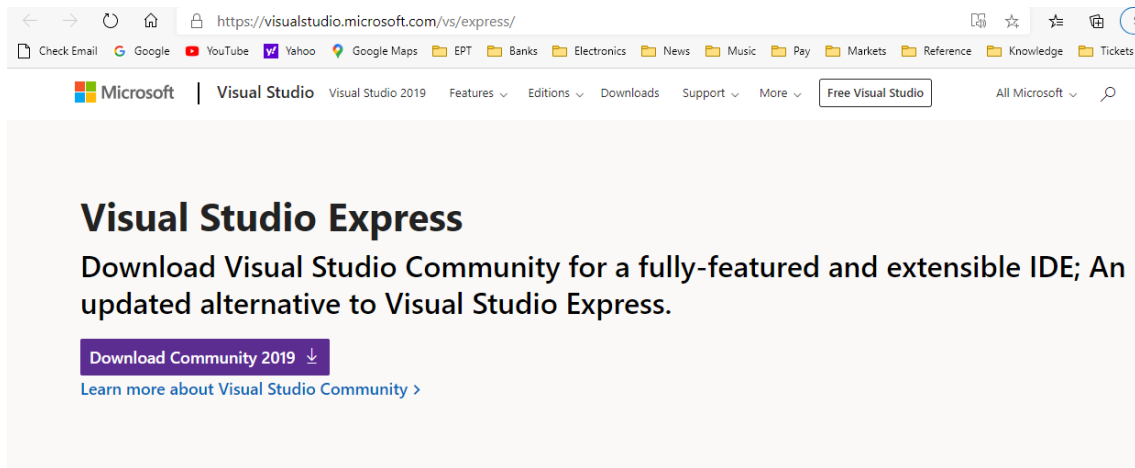 https://visualstudio.microsoft.com/vs/express/
Check Email Google YouTube Yahoo Google Maps EPT Banks Electronics News Music Pay Markets Reference Knowledge Tickets
Microsoft | Visual Studio Visual Studio 2019 Features Editions Downloads Support More Free Visual Studio All Microsoft
Visual Studio Express
Download Visual Studio Community for a fully-featured and extensible IDE; An
updated alternative to Visual Studio Express.
Download Community 2019
Learn more about Visual Studio Community >